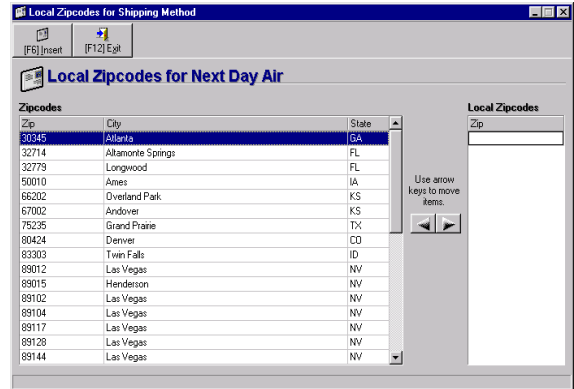 Local Zipcodes for Shipping Method
[F6] Insert [F12] Exit
Local Zipcodes for Next Day Air
Zipcodes
Zip City State
30345 Atlanta GA
32714 Altamonte Springs FL
32779 Longwood FL
50010 Ames IA
66202 Overland Park KS
67002 Andover KS
75235 Grand Prairie TX
80424 Denver CO
83303 Twin Falls ID
89012 Las Vegas NV
89015 Henderson NV
89102 Las Vegas NV
89104 Las Vegas NV
89117 Las Vegas NV
89128 Las Vegas NV
89144 Las Vegas NV
Use arrow
keys to move
items.
Local Zipcodes
Zip